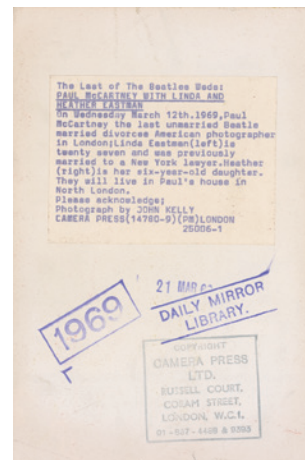 The Last of The Beatles Weds:
PAUL McCARTNEY WITH LINDA AND
HEATHER EASTMAN
On Wednesday March 12th.1969,Paul
McCartney the last unmarried Beatle
married divorcee American photographer
in London;Linda Eastman(left)is
twenty seven and was previously
married to a New York lawyer.Heather
(right)is her six-year-old daughter.
They will live in Paul's house in
North London.
Please acknowledge;
Photograph by JOHN KELLY
CAMERA PRESS(14780-9)(PM)LONDON
25006-1
21 MAR
1969
DAILY MIRROR
LIBRARY.
COPYRIGHT
CAMERA PRESS
LTD.
RUSSELL COURT,
CORAM STREET,
LONDON, W.C.1.
01 - 837 - 4488 & 9393